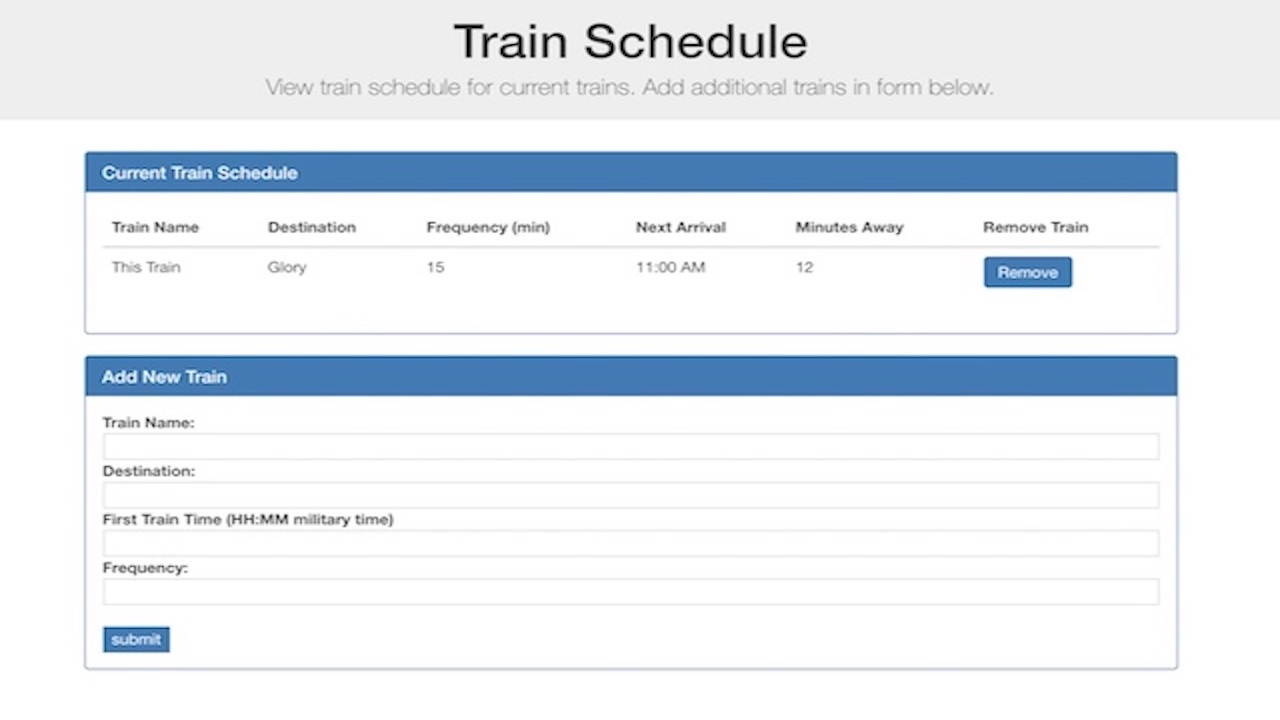 Train Schedule
View train schedule for current trains. Add additional trains in form below.
Current Train Schedule
Train Name Destination Frequency (min) Next Arrival Minutes Away Remove Train
This Train Glory 15 11:00 AM 12 Remove
Add New Train
Train Name:
Destination:
First Train Time (HH:MM military time)
Frequency:
submit